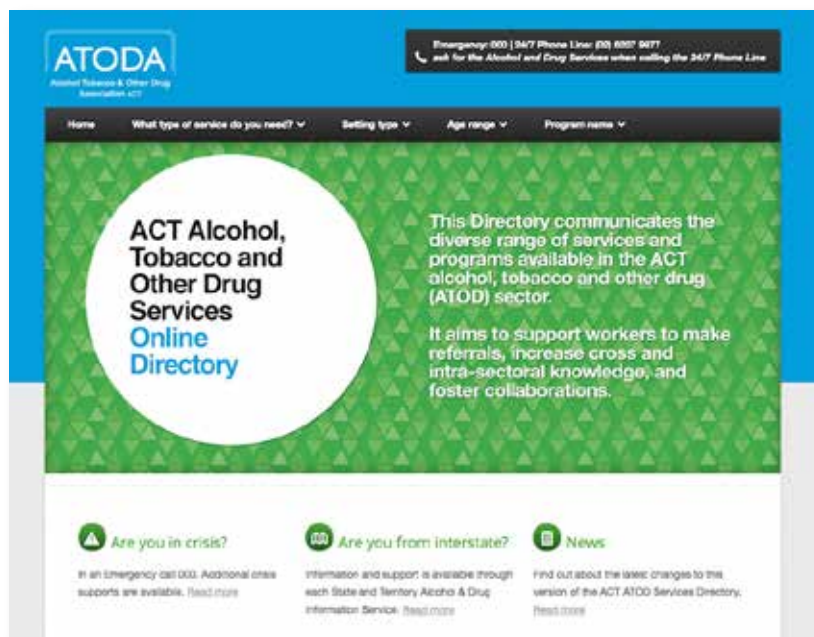 ATODA
Alcohol Tobacco & Other Drug
Association ACT
Emergency: 000 | 24/7 Phone Line: (02) 6207 9977
ask for the Alcohol and Drug Services when calling the 24/7 Phone Line
Home What type of service do you need? Setting type Age range Program name
ACT Alcohol,
Tobacco and
Other Drug
Services
Online
Directory
This Directory communicates the
diverse range of services and
programs available in the ACT
alcohol, tobacco and other drug
(ATOD) sector.
It aims to support workers to make
referrals, increase cross and
intra-sectoral knowledge, and
foster collaborations.
Are you in crisis?
In an Emergency call 000. Additional crisis
supports are available. Read more
Are you from interstate?
Information and support is available through
each State and Territory Alcohol & Drug
Information Service. Read more
News
Find out about the latest changes to this
version of the ACT ATOD Services Directory.
Read more